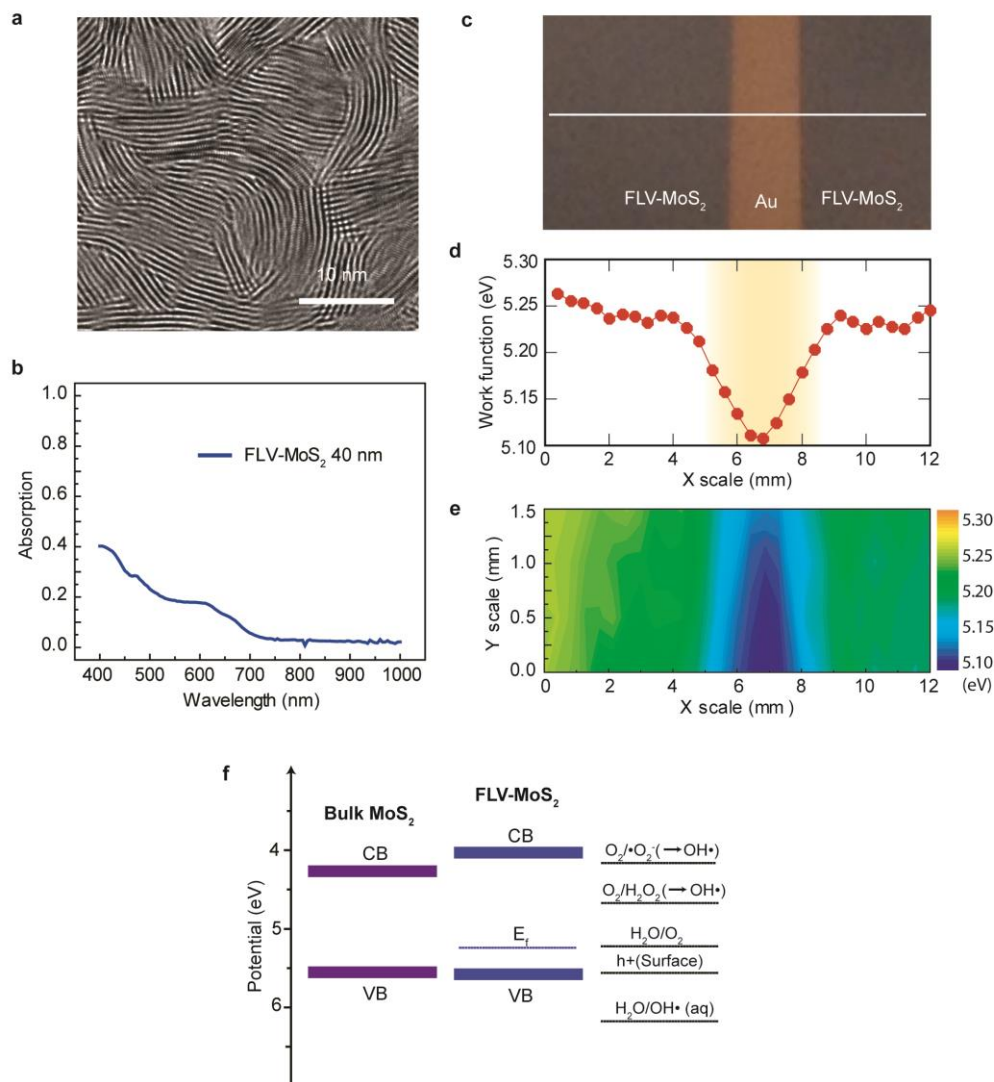 a
10 nm
b
1.0
0.8
0.6
0.4
0.2
0.0
Absorption
FLV-MoS₂ 40 nm
400 500 600 700 800 900 1000
Wavelength (nm)
c
FLV-MoS₂ Au FLV-MoS₂
d
5.30
5.25
5.20
5.15
5.10
Work function (eV)
0 2 4 6 8 10 12
X scale (mm)
e
1.5
1.0
0.5
0.0
Y scale (mm)
0 2 4 6 8 10 12
X scale (mm)
5.30
5.25
5.20
5.15
5.10
(eV)
f
Potential (eV)
4
5
6
Bulk MoS₂
CB
VB
FLV-MoS₂
CB
E_f
VB
O₂/•O₂⁻(→OH•)
O₂/H₂O₂(→OH•)
H₂O/O₂
h+(Surface)
H₂O/OH• (aq)